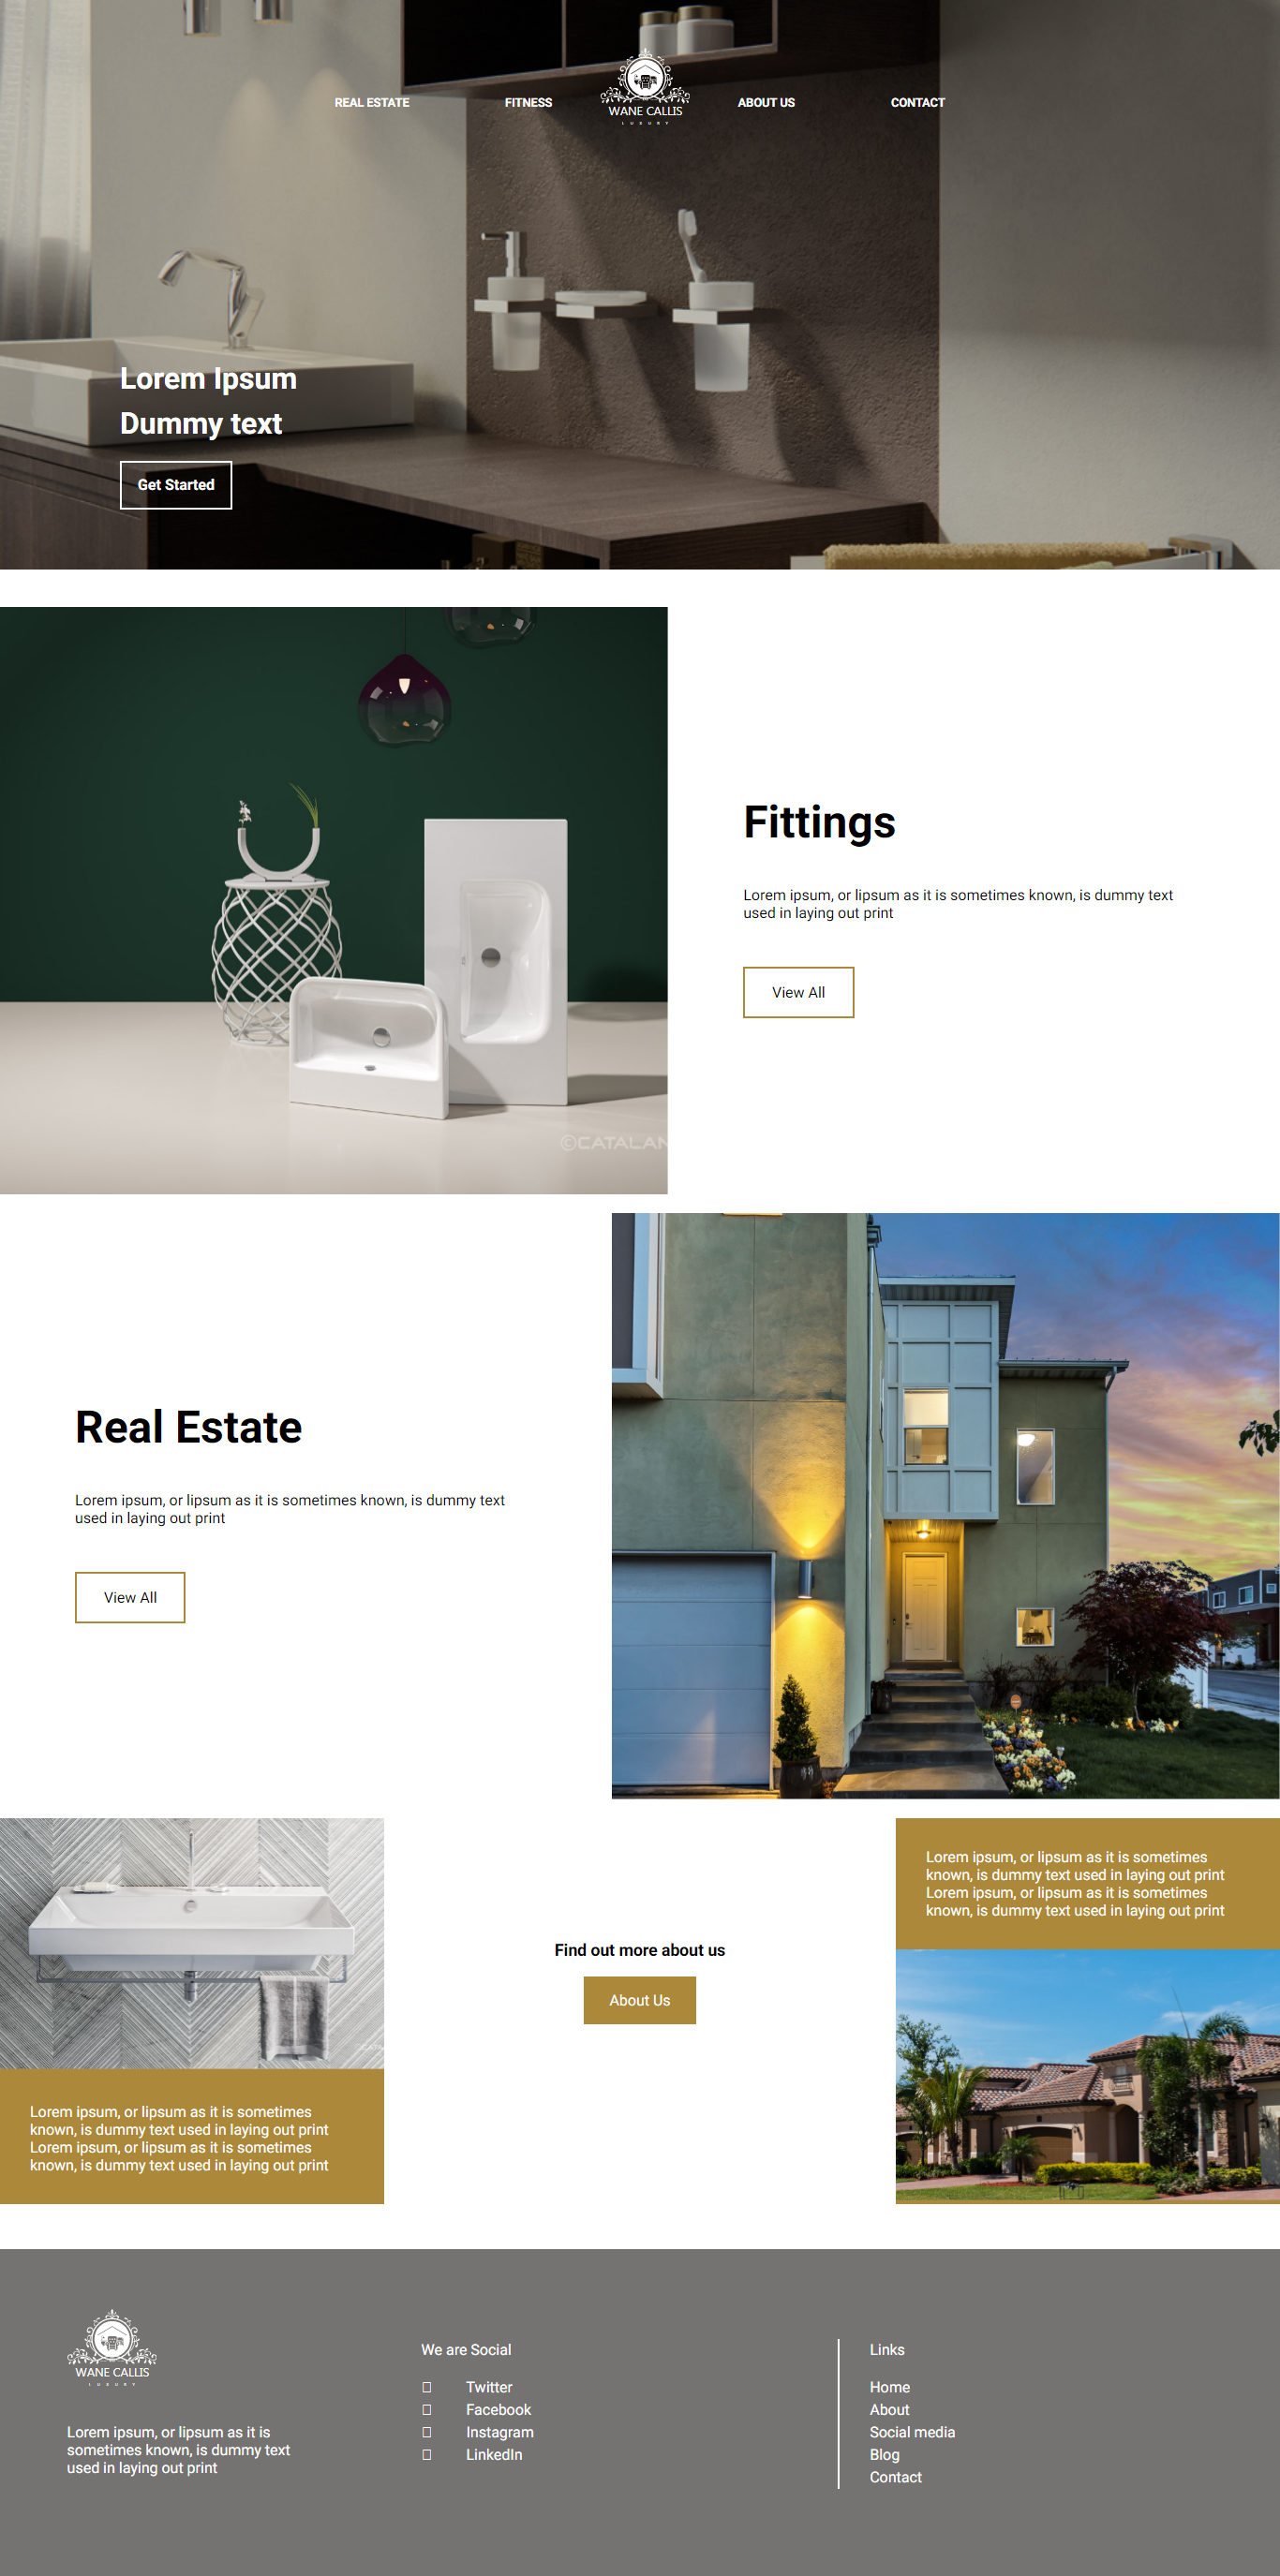 REAL ESTATE
FITNESS
WANE CALLIS
LUXURY
ABOUT US
CONTACT
Lorem Ipsum
Dummy text
Get Started
©CATALAN
Fittings
Lorem ipsum, or lipsum as it is sometimes known, is dummy text
used in laying out print
View All
Real Estate
Lorem ipsum, or lipsum as it is sometimes known, is dummy text
used in laying out print
View All
Lorem ipsum, or lipsum as it is sometimes
known, is dummy text used in laying out print
Lorem ipsum, or lipsum as it is sometimes
known, is dummy text used in laying out print
Find out more about us
About Us
Lorem ipsum, or lipsum as it is sometimes
known, is dummy text used in laying out print
Lorem ipsum, or lipsum as it is sometimes
known, is dummy text used in laying out print
WANE CALLIS
LUXURY
Lorem ipsum, or lipsum as it is
sometimes known, is dummy text
used in laying out print
We are Social
Twitter
Facebook
Instagram
LinkedIn
Links
Home
About
Social media
Blog
Contact